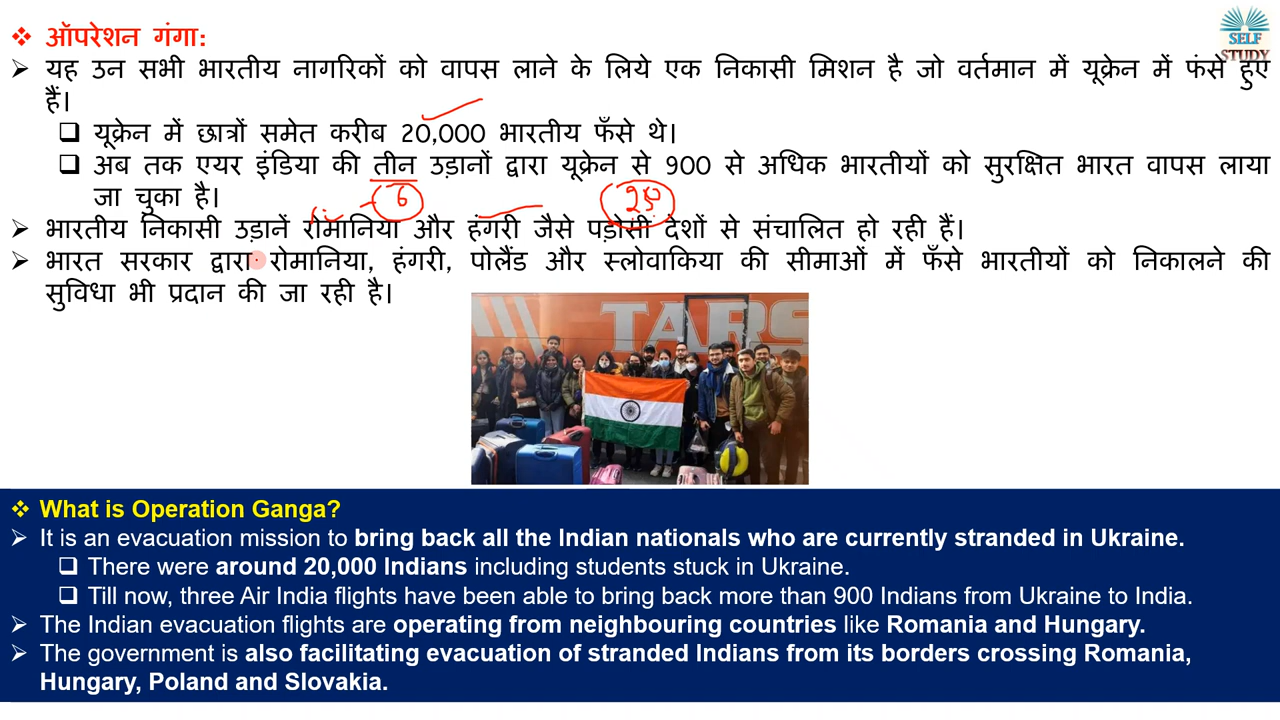 ❖ ऑपरेशन गंगा:
SELF
STUDY
➢ यह उन सभी भारतीय नागरिकों को वापस लाने के लिये एक निकासी मिशन है जो वर्तमान में यूक्रेन में फंसे हुए
हैं।
❑ यूक्रेन में छात्रों समेत करीब 20,000 भारतीय फँसे थे।
❑ अब तक एयर इंडिया की तीन उड़ानों द्वारा यूक्रेन से 900 से अधिक भारतीयों को सुरक्षित भारत वापस लाया
जा चुका है।
6
➢ भारतीय निकासी उड़ानें रोमानिया और हंगरी जैसे पड़ोसी देशों से संचालित हो रही हैं।
➢ भारत सरकार द्वारा रोमानिया, हंगरी, पोलैंड और स्लोवाकिया की सीमाओं में फँसे भारतीयों को निकालने की
सुविधा भी प्रदान की जा रही है।
TARS
❖ What is Operation Ganga?
➢ It is an evacuation mission to bring back all the Indian nationals who are currently stranded in Ukraine.
❑ There were around 20,000 Indians including students stuck in Ukraine.
❑ Till now, three Air India flights have been able to bring back more than 900 Indians from Ukraine to India.
➢ The Indian evacuation flights are operating from neighbouring countries like Romania and Hungary.
➢ The government is also facilitating evacuation of stranded Indians from its borders crossing Romania,
Hungary, Poland and Slovakia.